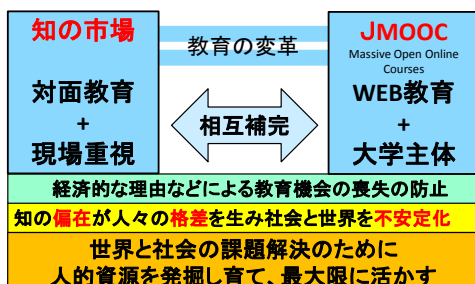 知の市場
対面教育
+
現場重視
教育の変革
相互補完
JMOOC
Massive Open Online
Courses
WEB教育
+
大学主体
経済的な理由などによる教育機会の喪失の防止
知の偏在が人々の格差を生み社会と世界を不安定化
世界と社会の課題解決のために
人的資源を発掘し育て、最大限に活かす